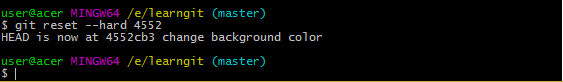 user@acer MINGW64 /e/learngit (master)
$ git reset --hard 4552
HEAD is now at 4552cb3 change background color
user@acer MINGW64 /e/learngit (master)
$